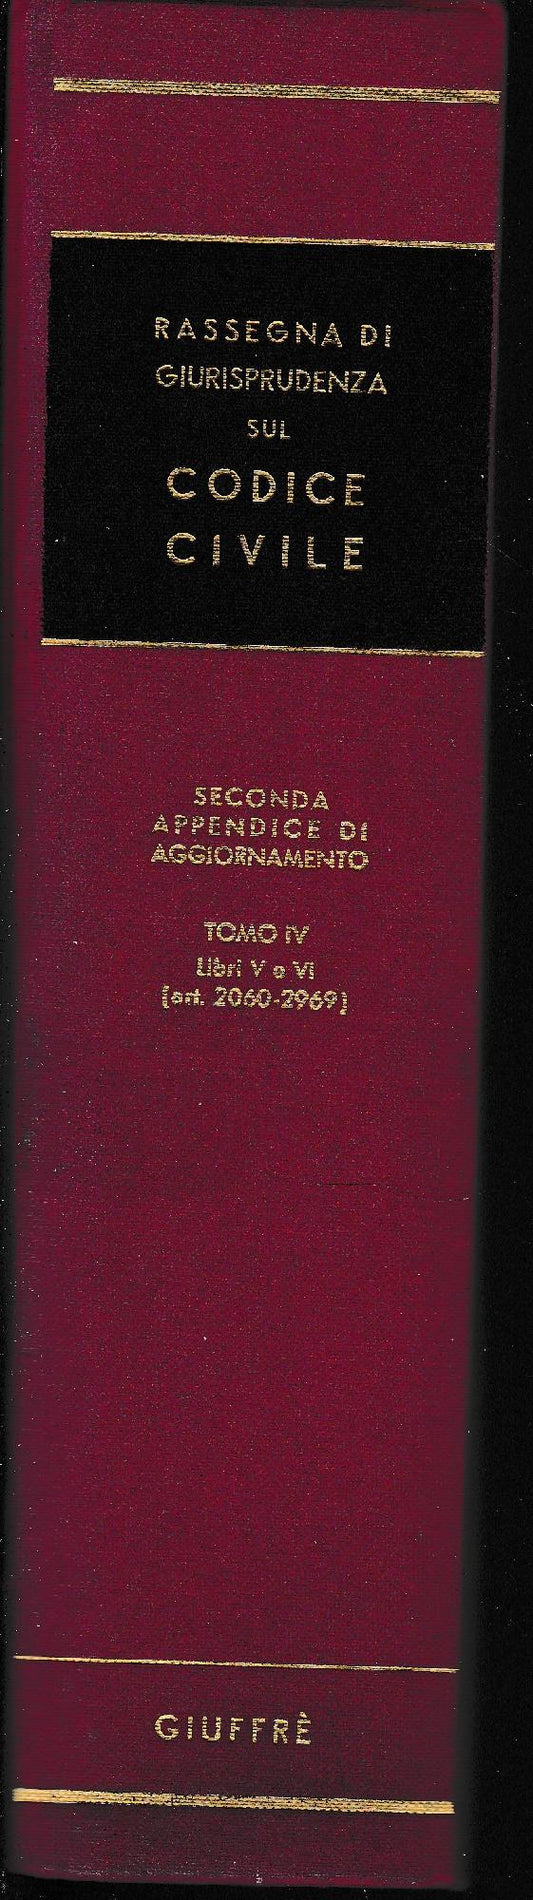 RASSEGNA DI
GIURISPRUDENZA
SUL
CODICE
CIVILE
SECONDA
APPENDICE DI
AGGIORNAMENTO
TOMO IV
Libri V e VI
(art. 2060-2969)
GIUFFRÈ